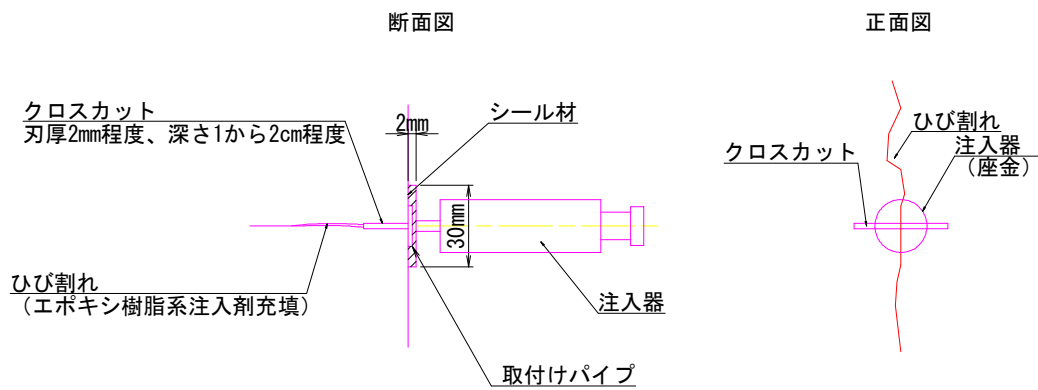 断面図
正面図
クロスカット
刃厚2mm程度、深さ1から2cm程度
2mm
シール材
ひび割れ
注入器
（座金）
クロスカット
30mm
ひび割れ
（エポキシ樹脂系注入剤充填）
注入器
取付けパイプ